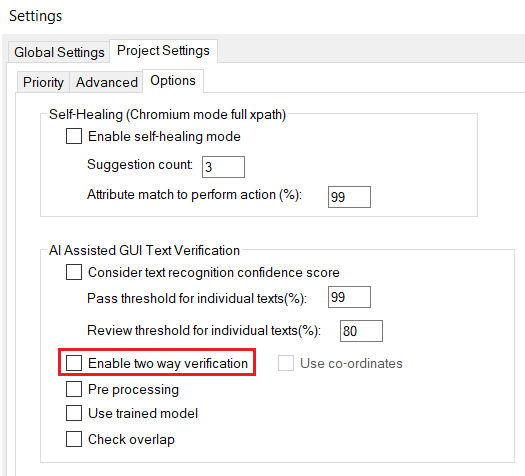 Settings
Global Settings Project Settings
Priority Advanced Options
Self-Healing (Chromium mode full xpath)
Enable self-healing mode
Suggestion count: 3
Attribute match to perform action (%): 99
AI Assisted GUI Text Verification
Consider text recognition confidence score
Pass threshold for individual texts(%): 99
Review threshold for individual texts(%): 80
Enable two way verification Use co-ordinates
Pre processing
Use trained model
Check overlap